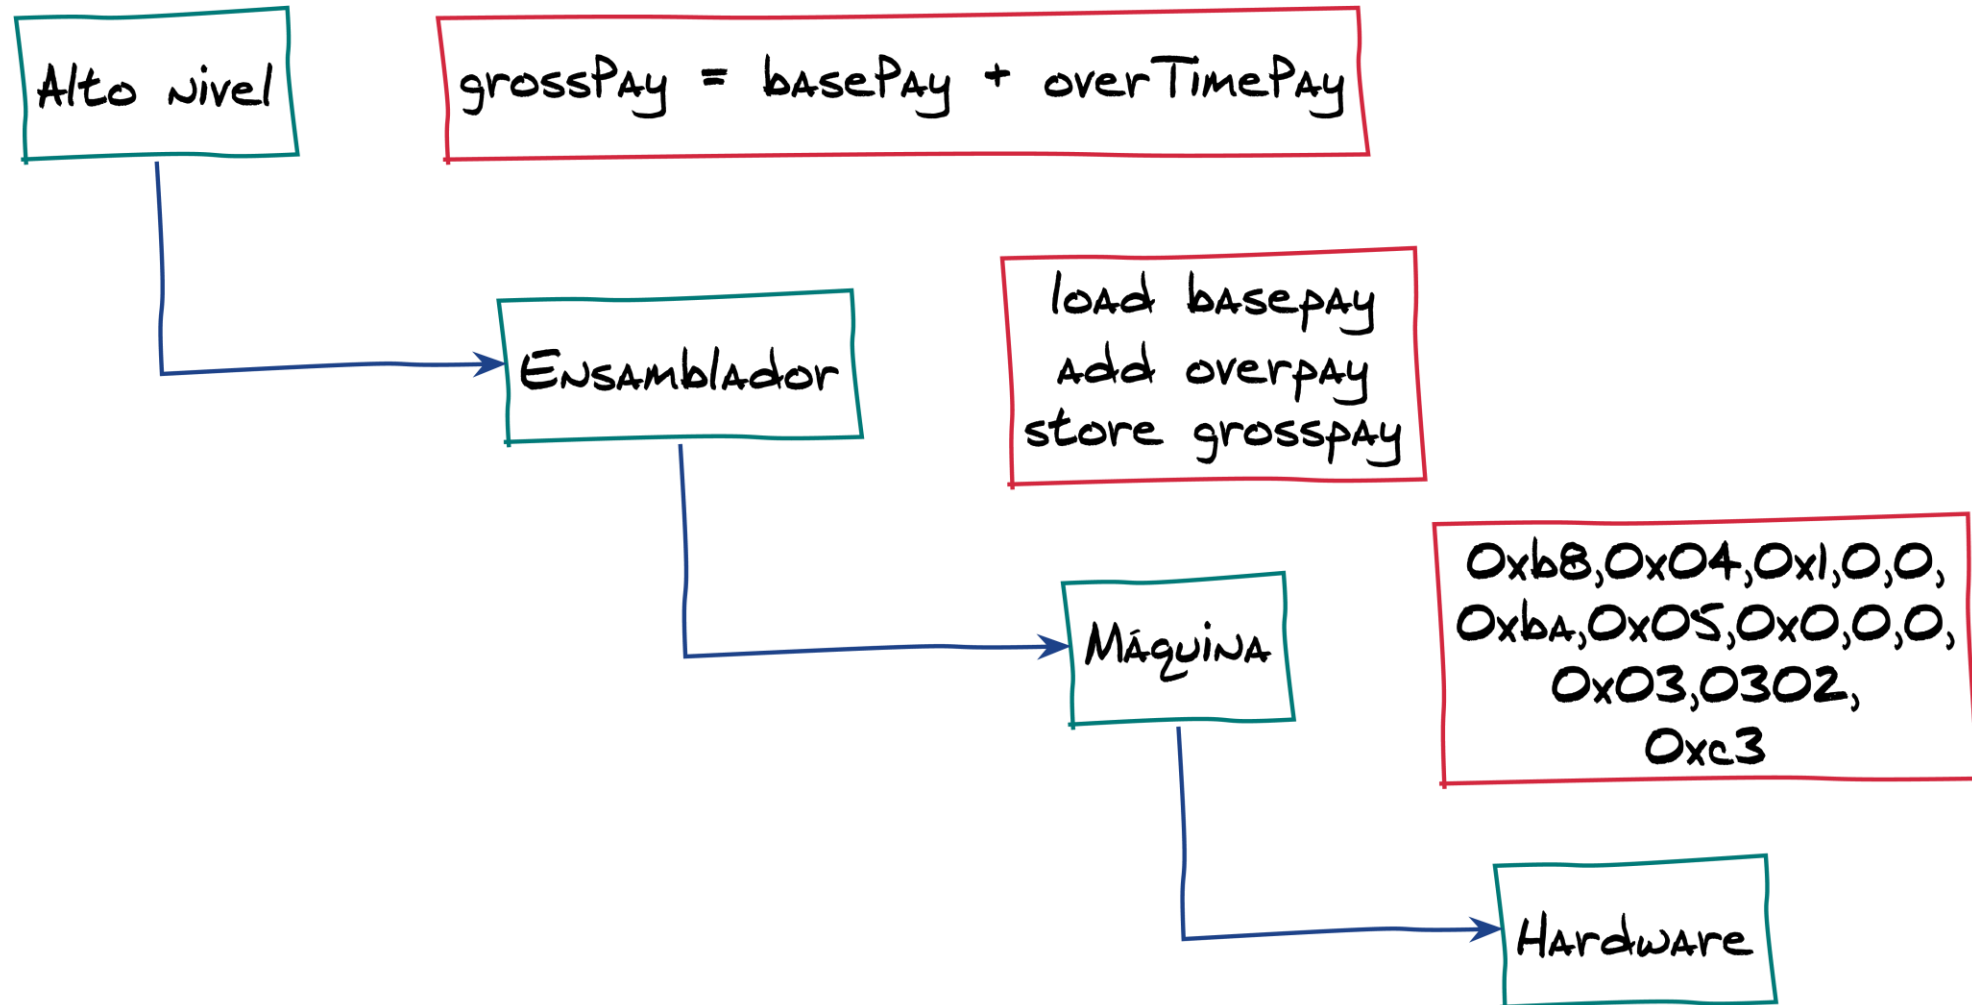 Alto nivel
grossPay = basePay + overTimePay
Ensamblador
load basepay
add overpay
store grosspay
Máquina
0xb8,0x04,0x1,0,0,
0xba,0x05,0x0,0,0,
0x03,0302,
0xc3
Hardware